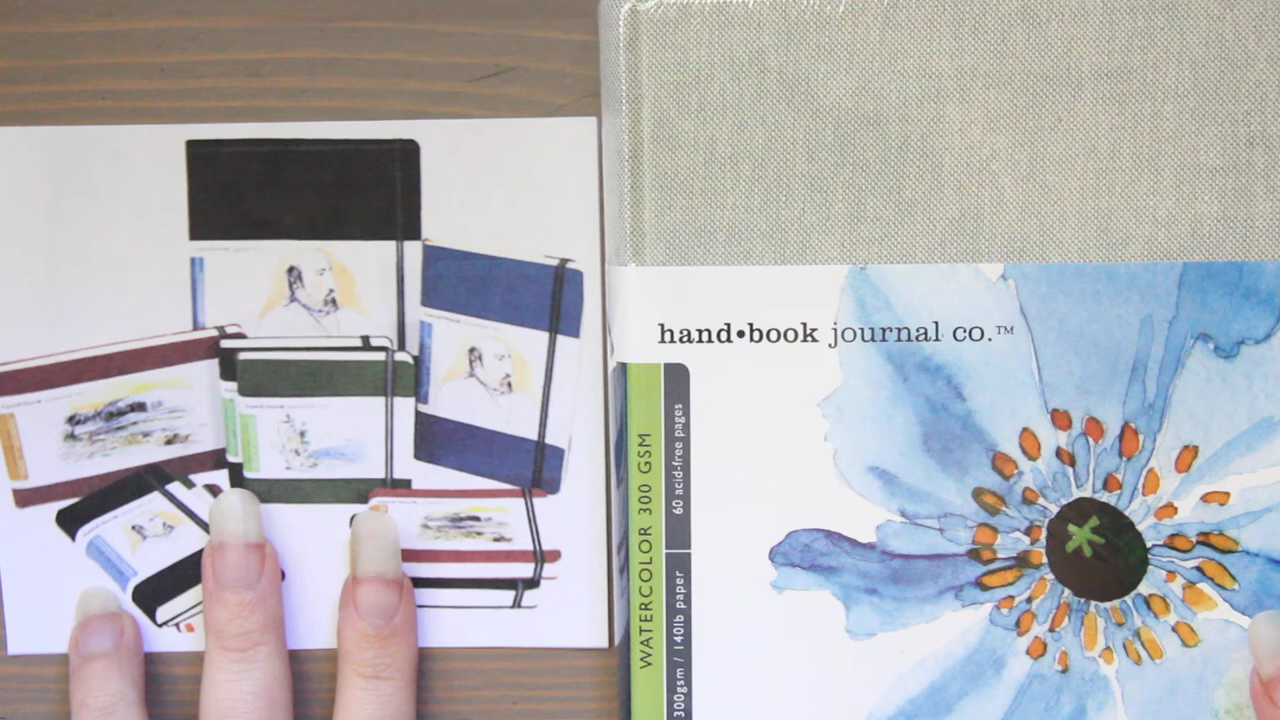 hand•book journal co.™
WATERCOLOR 300 GSM
60 acid-free pages
300gsm / 140lb paper